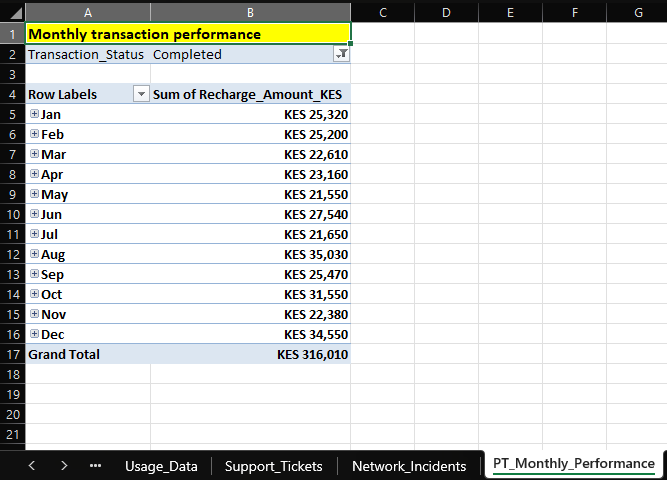 A B C D E F G
1 Monthly transaction performance
2 Transaction_Status Completed
3
4 Row Labels Sum of Recharge_Amount_KES
5 Jan KES 25,320
6 Feb KES 25,200
7 Mar KES 22,610
8 Apr KES 23,160
9 May KES 21,550
10 Jun KES 27,540
11 Jul KES 21,650
12 Aug KES 35,030
13 Sep KES 25,470
14 Oct KES 31,550
15 Nov KES 22,380
16 Dec KES 34,550
17 Grand Total KES 316,010
18
19
20
21
... Usage_Data Support_Tickets Network_Incidents PT_Monthly_Performance